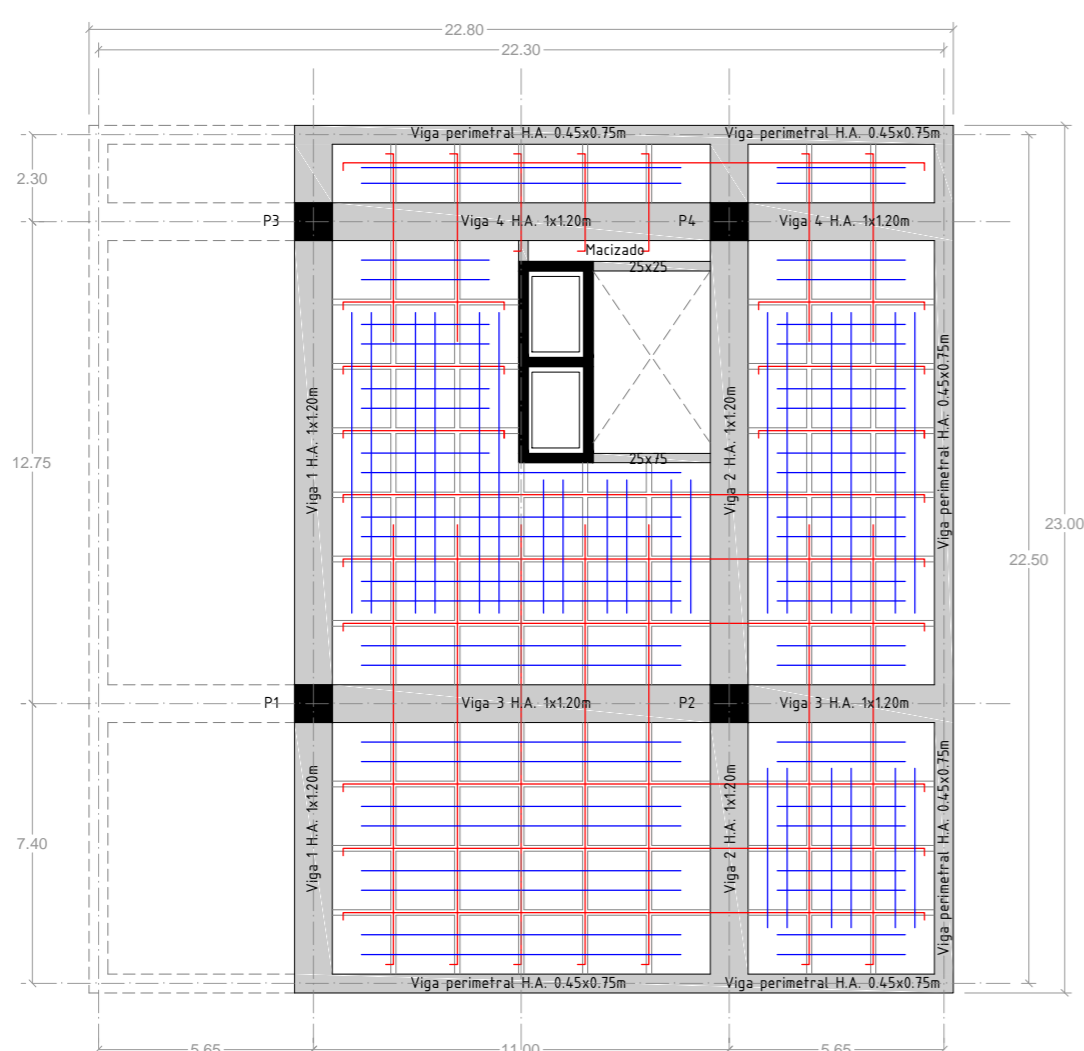 22.80
22.30
Viga perimetral H.A. 0.45x0.75m
Viga perimetral H.A. 0.45x0.75m
2.30
P3
Viga 4 H.A. 1x1.20m
P4
Viga 4 H.A. 1x1.20m
Macizado
25x25
Viga 1 H.A. 1x1.20m
Viga 2 H.A. 1x1.20m
Viga perimetral H.A. 0.45x0.75m
25x75
12.75
23.00
22.50
P1
Viga 3 H.A. 1x1.20m
P2
Viga 3 H.A. 1x1.20m
7.40
Viga 1 H.A. 1x1.20m
Viga 2 H.A. 1x1.20m
Viga perimetral H.A. 0.45x0.75m
Viga perimetral H.A. 0.45x0.75m
Viga perimetral H.A. 0.45x0.75m
5.65
11.00
5.65